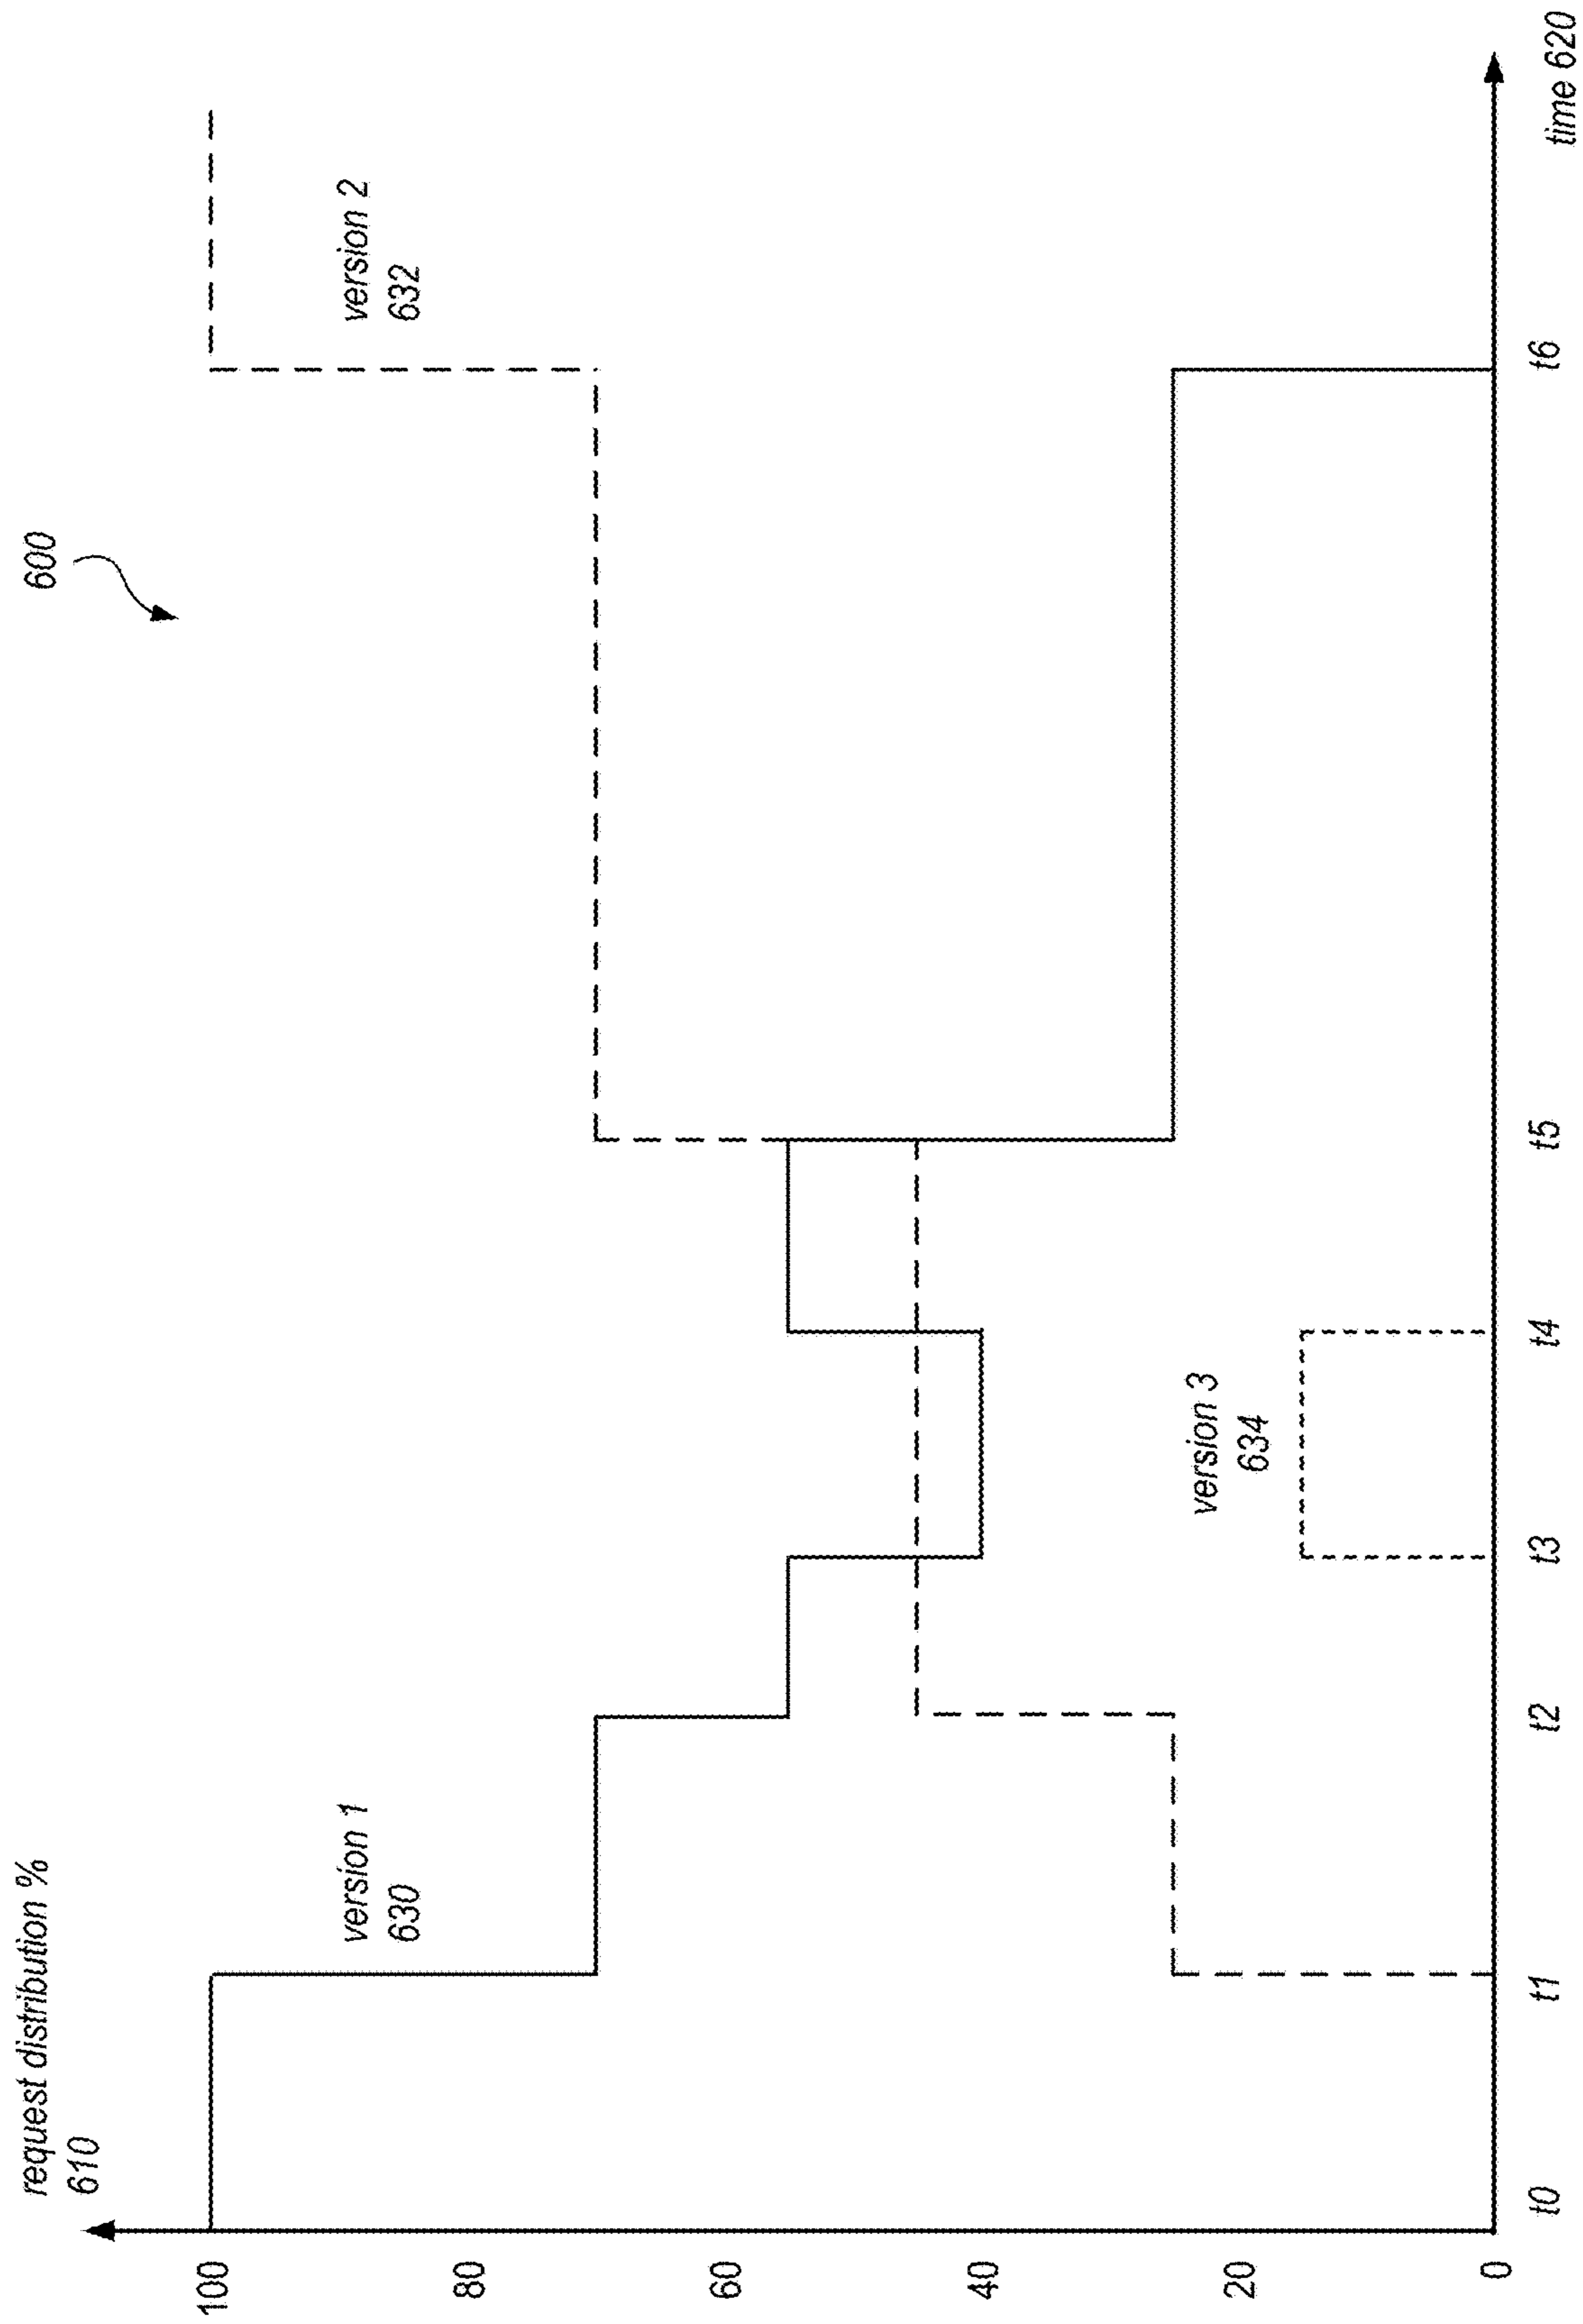 600
request distribution %
610
100
80
60
40
20
0
version 1
630
version 2
632
version 3
634
t0
t1
t2
t3
t4
t5
t6
time 620